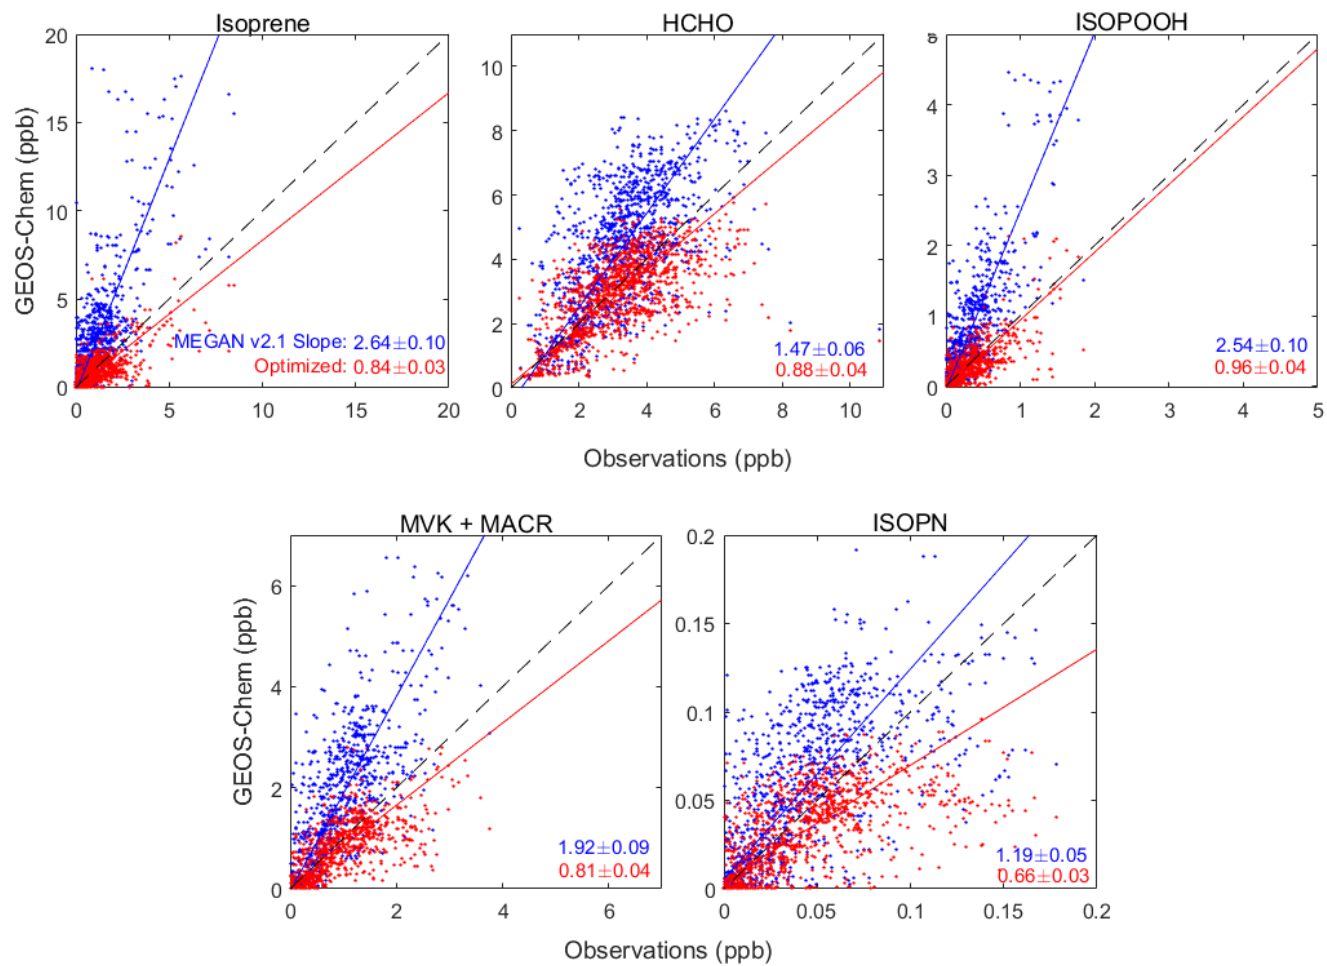 Isoprene
HCHO
ISOPOOH
GEOS-Chem (ppb)
20
15
10
5
0
0 5 10 15 20
MEGAN v2.1 Slope: 2.64±0.10
Optimized: 0.84±0.03
10
8
6
4
2
0
0 2 4 6 8 10
1.47±0.06
0.88±0.04
4
3
2
1
0
0 1 2 3 4 5
2.54±0.10
0.96±0.04
Observations (ppb)
MVK + MACR
ISOPN
GEOS-Chem (ppb)
6
4
2
0
0 2 4 6
1.92±0.09
0.81±0.04
0.2
0.15
0.1
0.05
0
0 0.05 0.1 0.15 0.2
1.19±0.05
0.66±0.03
Observations (ppb)